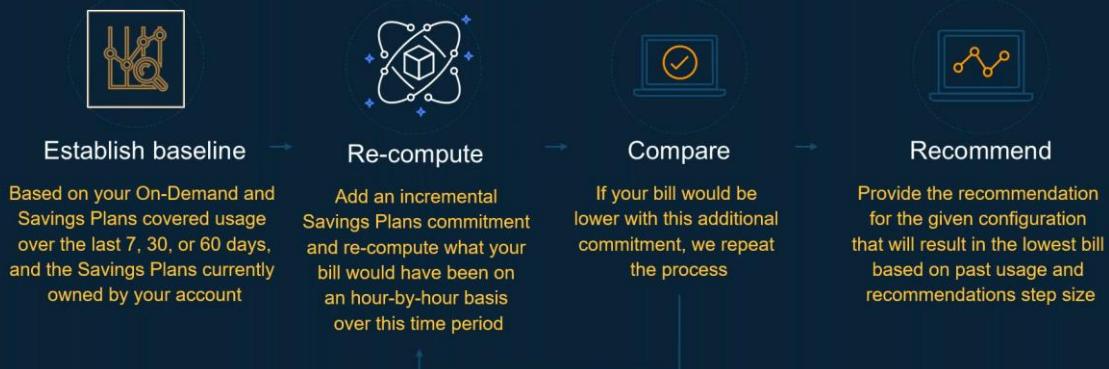 Establish baseline
Based on your On-Demand and
Savings Plans covered usage
over the last 7, 30, or 60 days,
and the Savings Plans currently
owned by your account
Re-compute
Add an incremental
Savings Plans commitment
and re-compute what your
bill would have been on
an hour-by-hour basis
over this time period
Compare
If your bill would be
lower with this additional
commitment, we repeat
the process
Recommend
Provide the recommendation
for the given configuration
that will result in the lowest bill
based on past usage and
recommendations step size